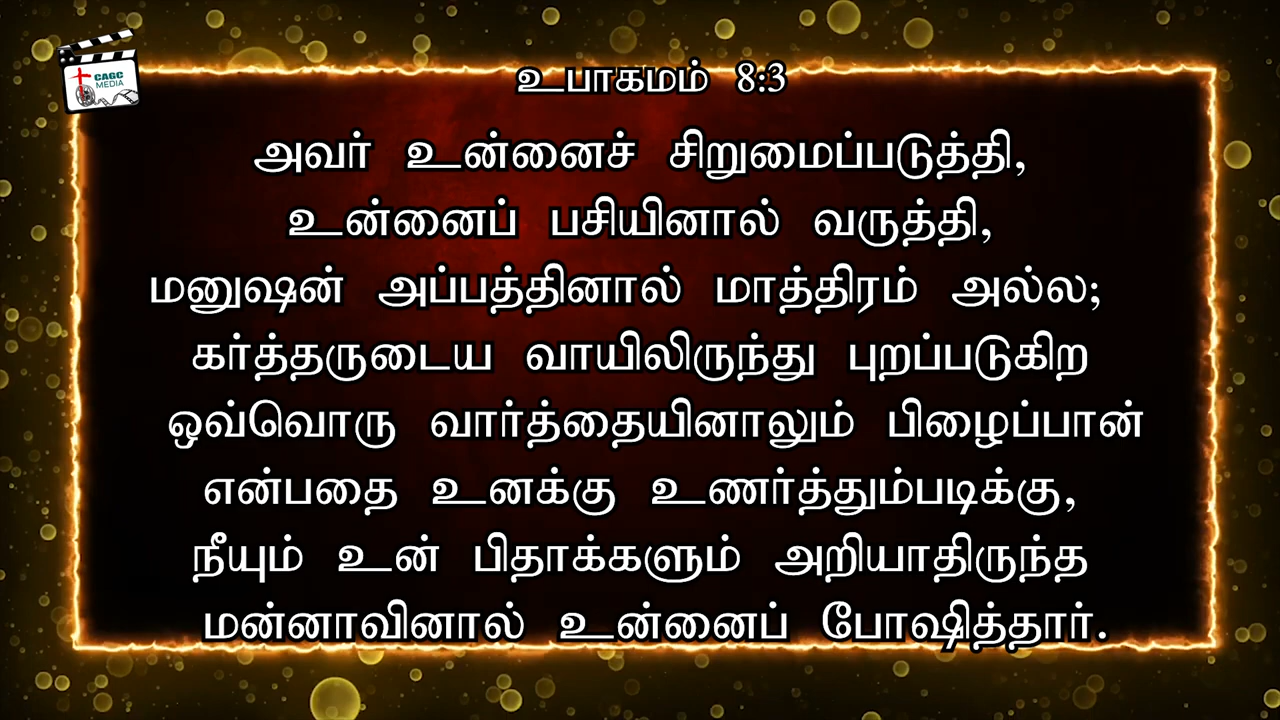 CAGC
MEDIA
உபாகமம் 8:3
அவர் உன்னைச் சிறுமைப்படுத்தி,
உன்னைப் பசியினால் வருத்தி,
மனுஷன் அப்பத்தினால் மாத்திரம் அல்ல;
கர்த்தருடைய வாயிலிருந்து புறப்படுகிற
ஒவ்வொரு வார்த்தையினாலும் பிழைப்பான்
என்பதை உனக்கு உணர்த்தும்படிக்கு,
நீயும் உன் பிதாக்களும் அறியாதிருந்த
மன்னாவினால் உன்னைப் போஷித்தார்.